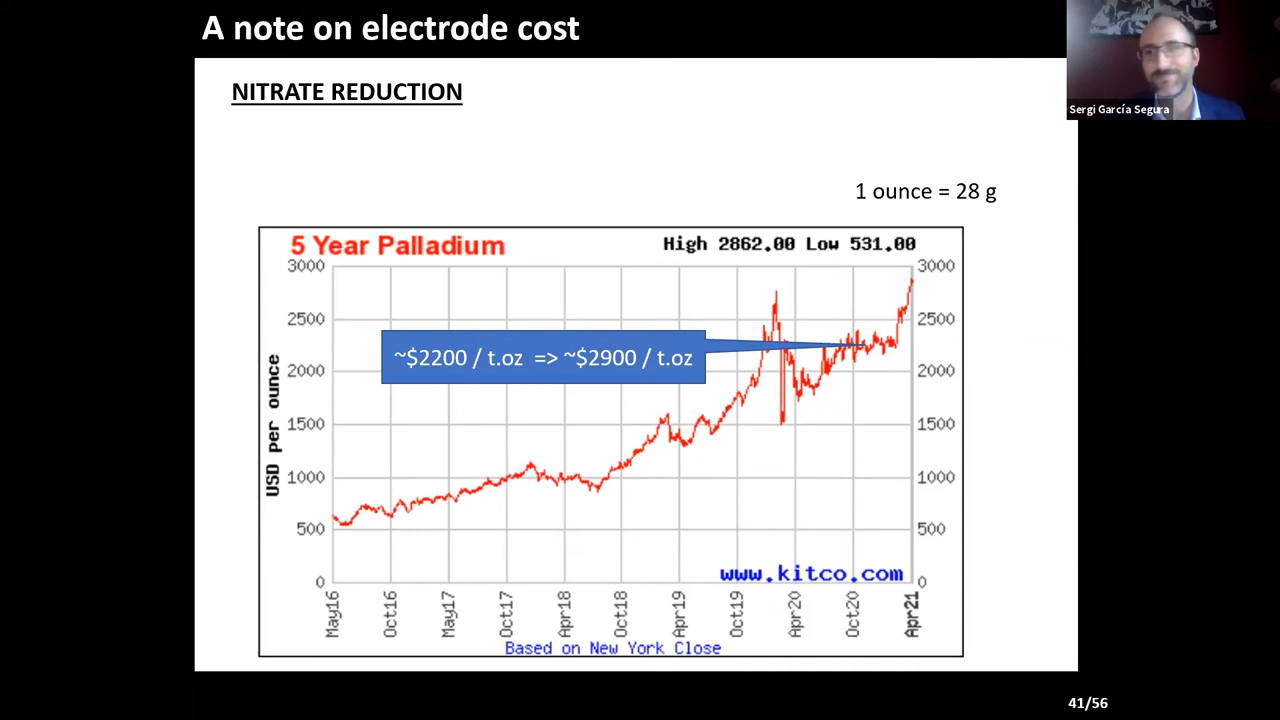 A note on electrode cost
Sergi García Segura
NITRATE REDUCTION
1 ounce = 28 g
5 Year Palladium
High 2862.00 Low 531.00
3000
3000
2500
2500
~$2200 / t.oz => ~$2900 / t.oz
2000
2000
USD per ounce
1500
1500
1000
1000
500
500
www.kitco.com
0
0
May16
Oct16
May17
Oct17
Apr18
Oct18
Apr19
Oct19
Apr20
Oct20
Apr21
Based on New York Close
41/56